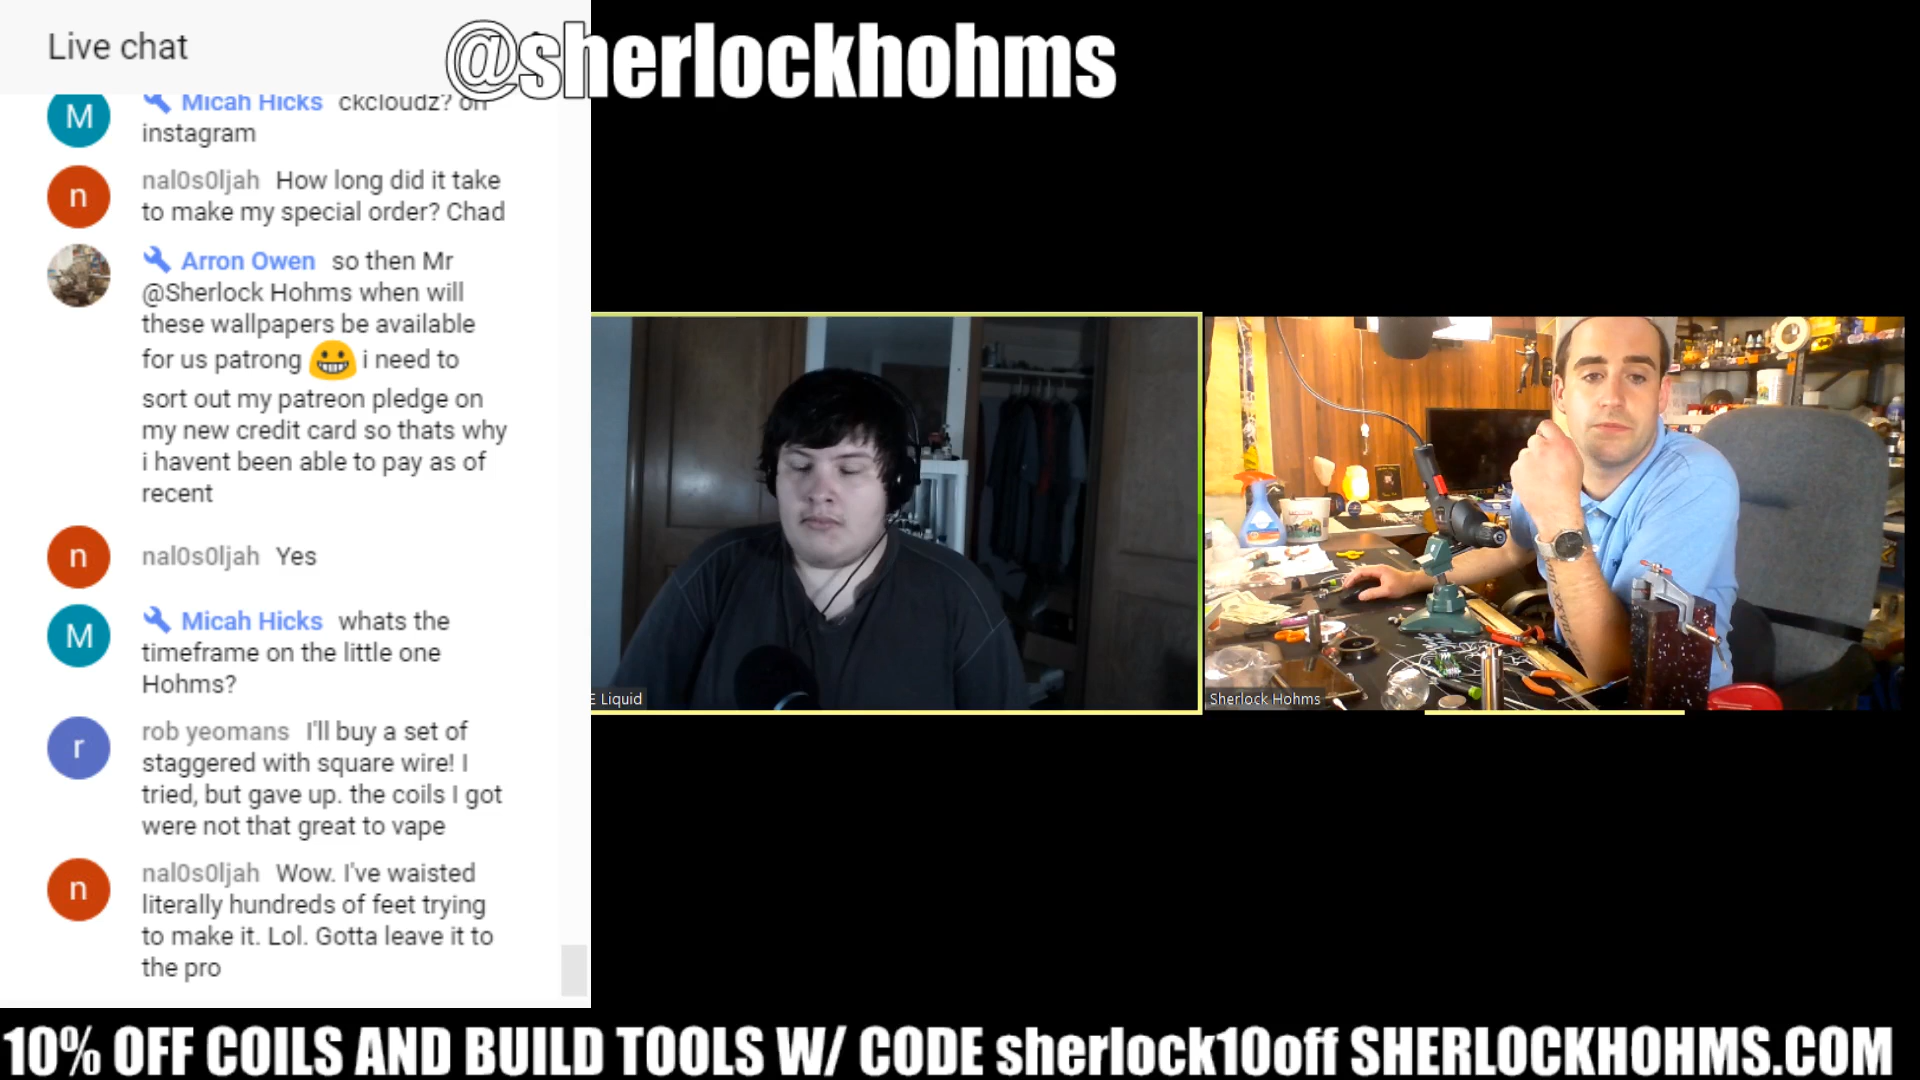 Live chat
@sherlockhohms
M
Micah Hicks ckcloudz? on
instagram
n
nal0s0ljah How long did it take
to make my special order? Chad
Arron Owen so then Mr
@Sherlock Hohms when will
these wallpapers be available
for us patrong 😀 i need to
sort out my patreon pledge on
my new credit card so thats why
i havent been able to pay as of
recent
n
nal0s0ljah Yes
M
Micah Hicks whats the
timeframe on the little one
Hohms?
r
rob yeomans I'll buy a set of
staggered with square wire! I
tried, but gave up. the coils I got
were not that great to vape
n
nal0s0ljah Wow. I've waisted
literally hundreds of feet trying
to make it. Lol. Gotta leave it to
the pro
E Liquid
Sherlock Hohms
10% OFF COILS AND BUILD TOOLS W/ CODE sherlock10off SHERLOCKHOHMS.COM